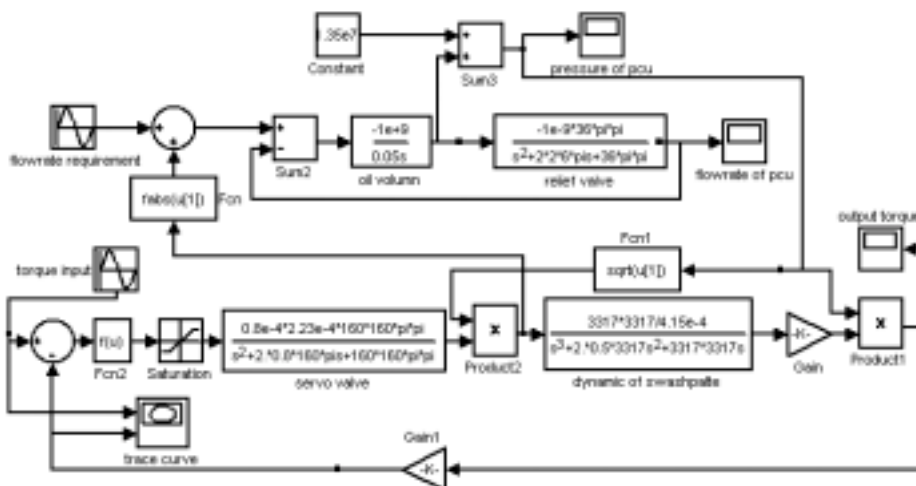 .35e7
Constant
Sum3
pressure of pcu
flowrate requirement
Sum2
-1e+9
0.05s
oil volumn
-1e-9*36*pi*pi
s²+2*2*6*pis+36*pi*pi
relief valve
flowrate of pcu
fabs(u[1])
Fcn
output torque
torque input
Fcn1
sqrt(u[1])
f(u)
Fcn2
Saturation
0.8e-4*2.23e-4*160*160*pi*pi
s²+2.*0.8*160*pis+160*160*pi*pi
servo valve
x
Product2
3317*3317/4.15e-4
s³+2.*0.5*3317s²+3317*3317s
dynamic of swashpalte
-K-
Gain
x
Product1
trace curve
Gain1
-K-